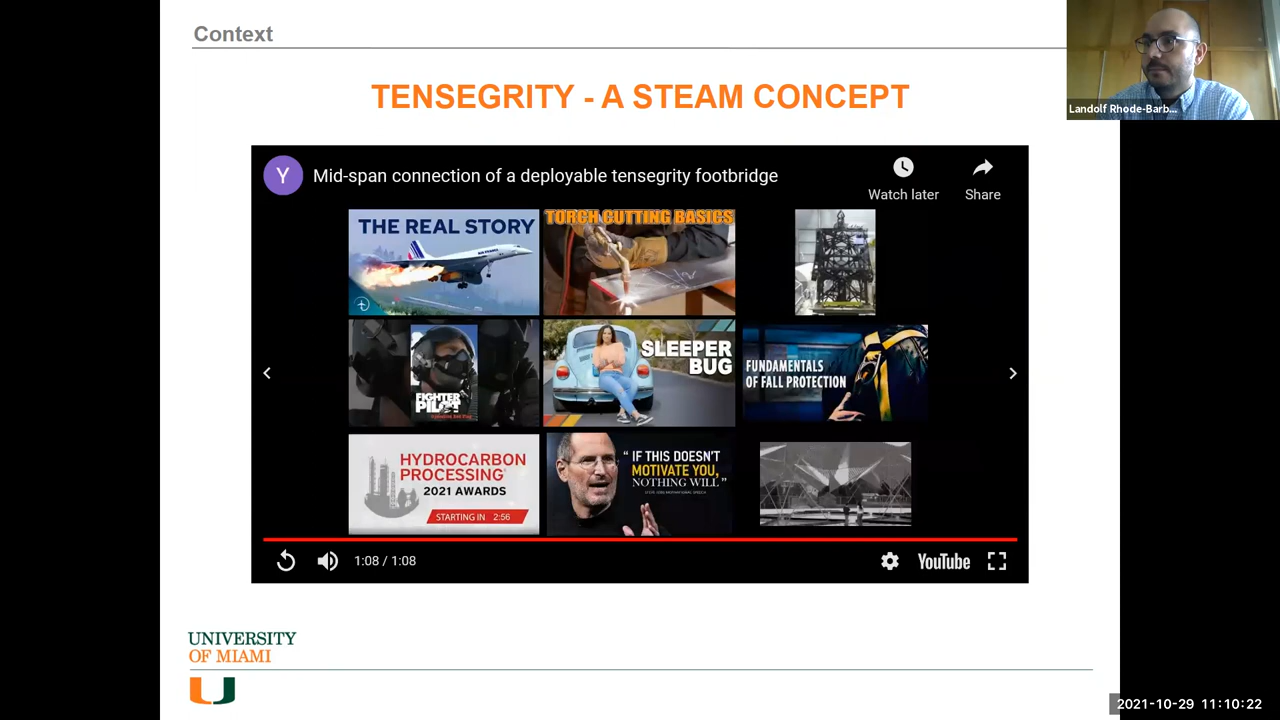 Context
TENSEGRITY - A STEAM CONCEPT
Landolf Rhode-Barb...
Y
Mid-span connection of a deployable tensegrity footbridge
Watch later
Share
THE REAL STORY
AIR FRANCE
TORCH CUTTING BASICS
FIGHTER
PILOT
SLEEPER
BUG
FUNDAMENTALS
OF FALL PROTECTION
HYDROCARBON
PROCESSING
2021 AWARDS
STARTING IN 2:56
“ IF THIS DOESN'T
MOTIVATE YOU,
NOTHING WILL ”
1:08 / 1:08
YouTube
UNIVERSITY
OF MIAMI
2021-10-29 11:10:22